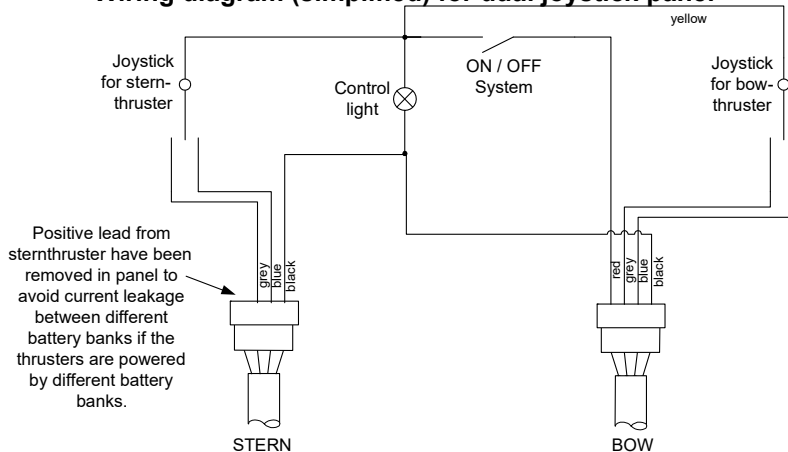 Wiring diagram (simplified) for dual joystick panel
yellow
Joystick
for stern-
thruster
Control
light
ON / OFF
System
Joystick
for bow-
thruster
Positive lead from
sternthruster have been
removed in panel to
avoid current leakage
between different
battery banks if the
thrusters are powered
by different battery
banks.
grey
blue
black
red
grey
blue
black
STERN
BOW